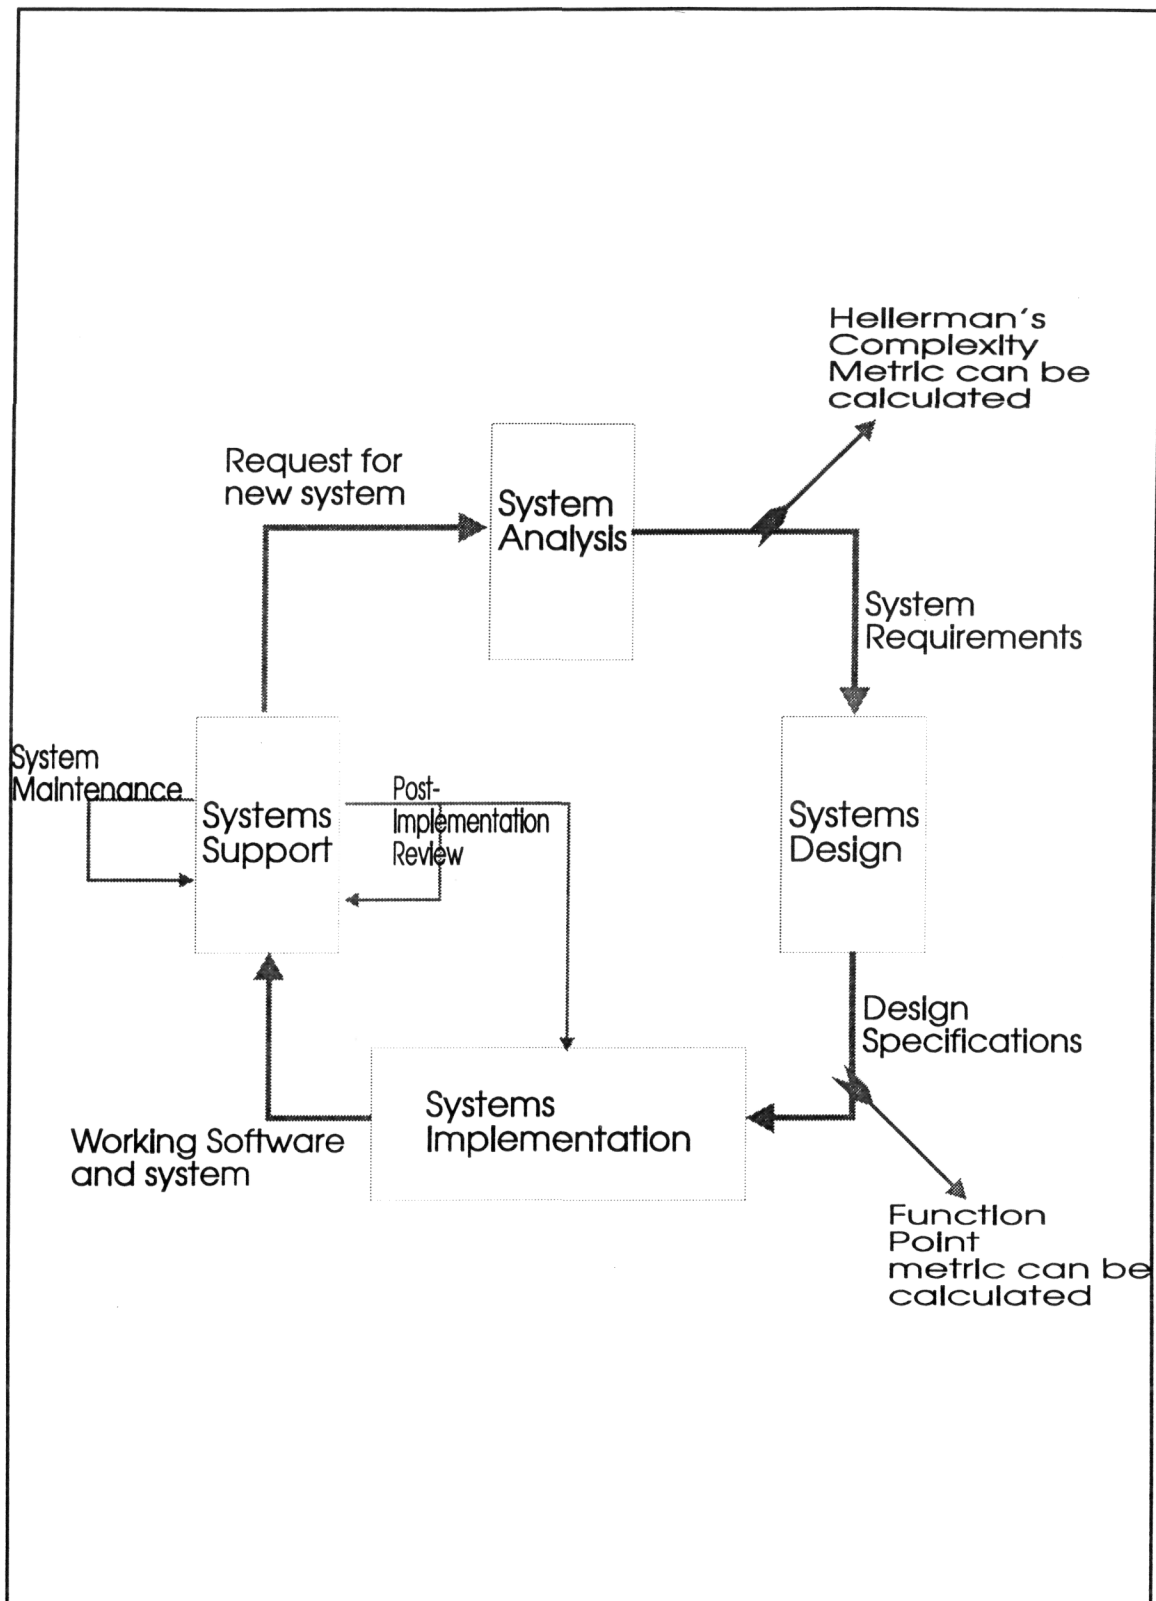 Hellerman's
Complexity
Metric can be
calculated
Request for
new system
System
Analysis
System
Requirements
System
Maintenance
Systems
Support
Post-
Implementation
Review
Systems
Design
Design
Specifications
Systems
Implementation
Working Software
and system
Function
Point
metric can be
calculated